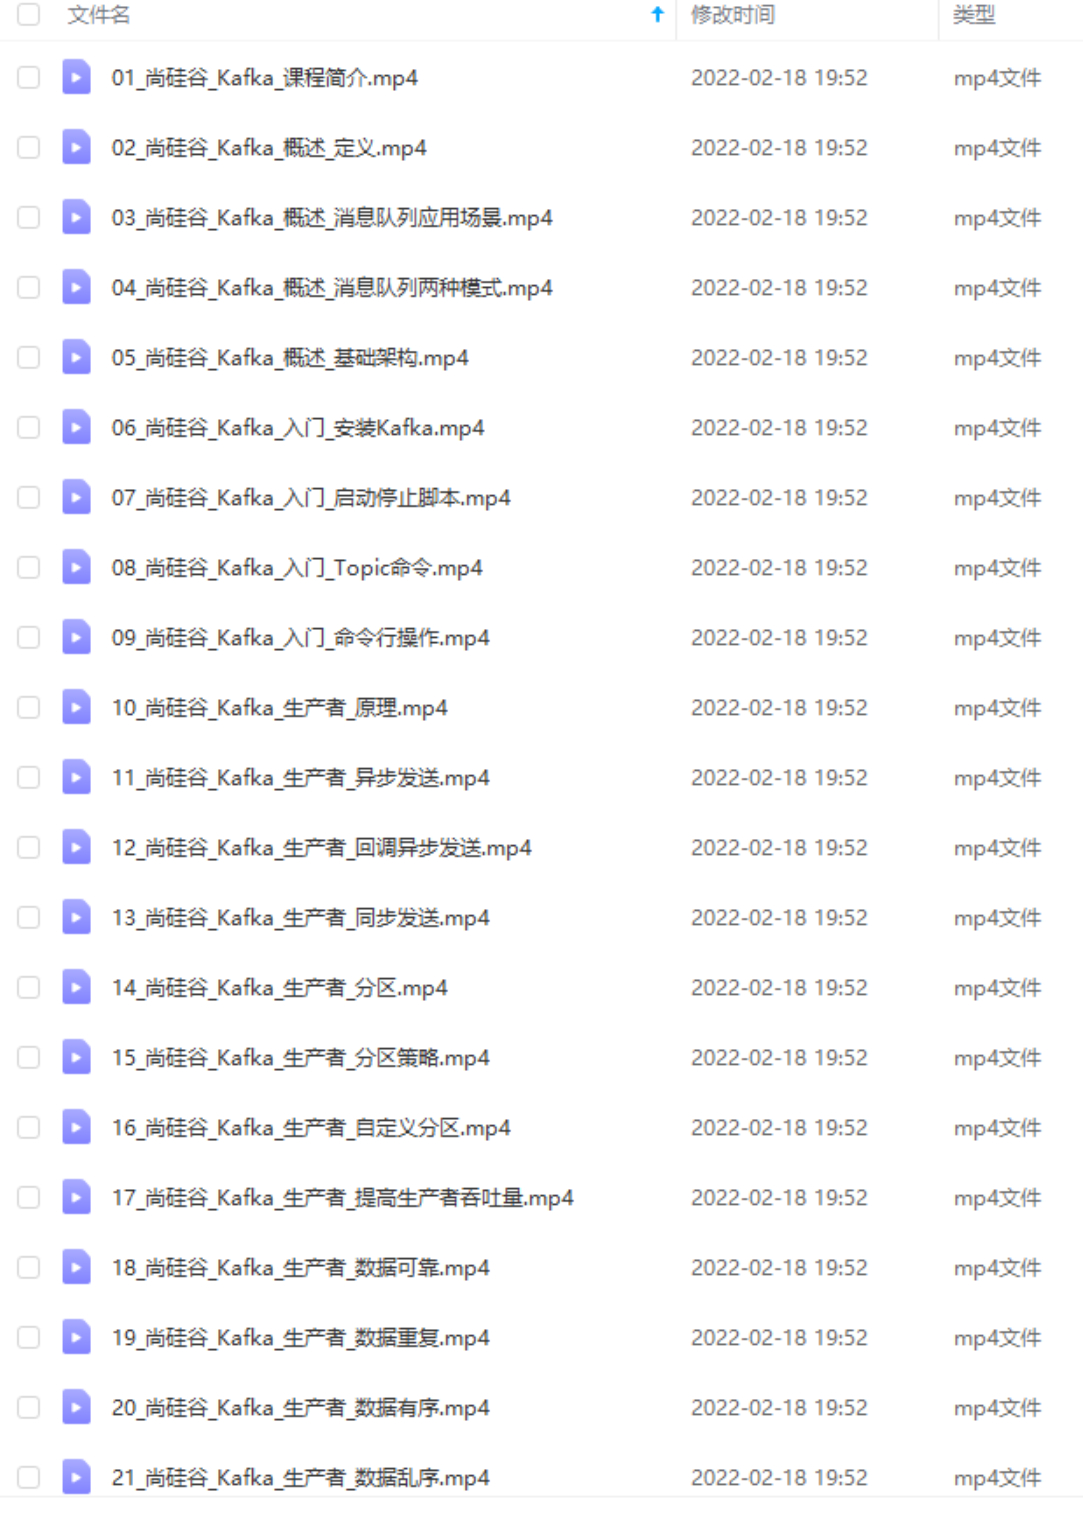 文件名 修改时间 类型
01_尚硅谷_Kafka_课程简介.mp4 2022-02-18 19:52 mp4文件
02_尚硅谷_Kafka_概述_定义.mp4 2022-02-18 19:52 mp4文件
03_尚硅谷_Kafka_概述_消息队列应用场景.mp4 2022-02-18 19:52 mp4文件
04_尚硅谷_Kafka_概述_消息队列两种模式.mp4 2022-02-18 19:52 mp4文件
05_尚硅谷_Kafka_概述_基础架构.mp4 2022-02-18 19:52 mp4文件
06_尚硅谷_Kafka_入门_安装Kafka.mp4 2022-02-18 19:52 mp4文件
07_尚硅谷_Kafka_入门_启动停止脚本.mp4 2022-02-18 19:52 mp4文件
08_尚硅谷_Kafka_入门_Topic命令.mp4 2022-02-18 19:52 mp4文件
09_尚硅谷_Kafka_入门_命令行操作.mp4 2022-02-18 19:52 mp4文件
10_尚硅谷_Kafka_生产者_原理.mp4 2022-02-18 19:52 mp4文件
11_尚硅谷_Kafka_生产者_异步发送.mp4 2022-02-18 19:52 mp4文件
12_尚硅谷_Kafka_生产者_回调异步发送.mp4 2022-02-18 19:52 mp4文件
13_尚硅谷_Kafka_生产者_同步发送.mp4 2022-02-18 19:52 mp4文件
14_尚硅谷_Kafka_生产者_分区.mp4 2022-02-18 19:52 mp4文件
15_尚硅谷_Kafka_生产者_分区策略.mp4 2022-02-18 19:52 mp4文件
16_尚硅谷_Kafka_生产者_自定义分区.mp4 2022-02-18 19:52 mp4文件
17_尚硅谷_Kafka_生产者_提高生产者吞吐量.mp4 2022-02-18 19:52 mp4文件
18_尚硅谷_Kafka_生产者_数据可靠.mp4 2022-02-18 19:52 mp4文件
19_尚硅谷_Kafka_生产者_数据重复.mp4 2022-02-18 19:52 mp4文件
20_尚硅谷_Kafka_生产者_数据有序.mp4 2022-02-18 19:52 mp4文件
21_尚硅谷_Kafka_生产者_数据乱序.mp4 2022-02-18 19:52 mp4文件